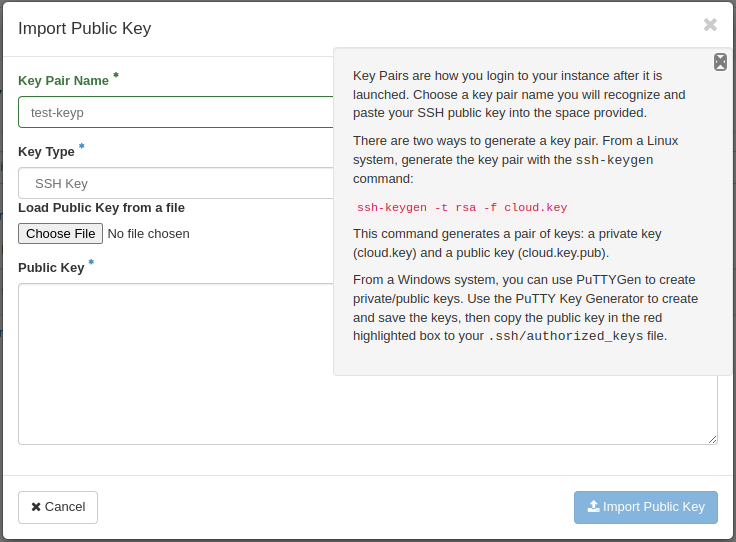 Import Public Key
Key Pair Name *
test-keyp
Key Type *
SSH Key
Load Public Key from a file
Choose File No file chosen
Public Key *
Key Pairs are how you login to your instance after it is
launched. Choose a key pair name you will recognize and
paste your SSH public key into the space provided.
There are two ways to generate a key pair. From a Linux
system, generate the key pair with the ssh-keygen
command:
ssh-keygen -t rsa -f cloud.key
This command generates a pair of keys: a private key
(cloud.key) and a public key (cloud.key.pub).
From a Windows system, you can use PuTTYGen to create
private/public keys. Use the PuTTY Key Generator to create
and save the keys, then copy the public key in the red
highlighted box to your .ssh/authorized_keys file.
Cancel
Import Public Key